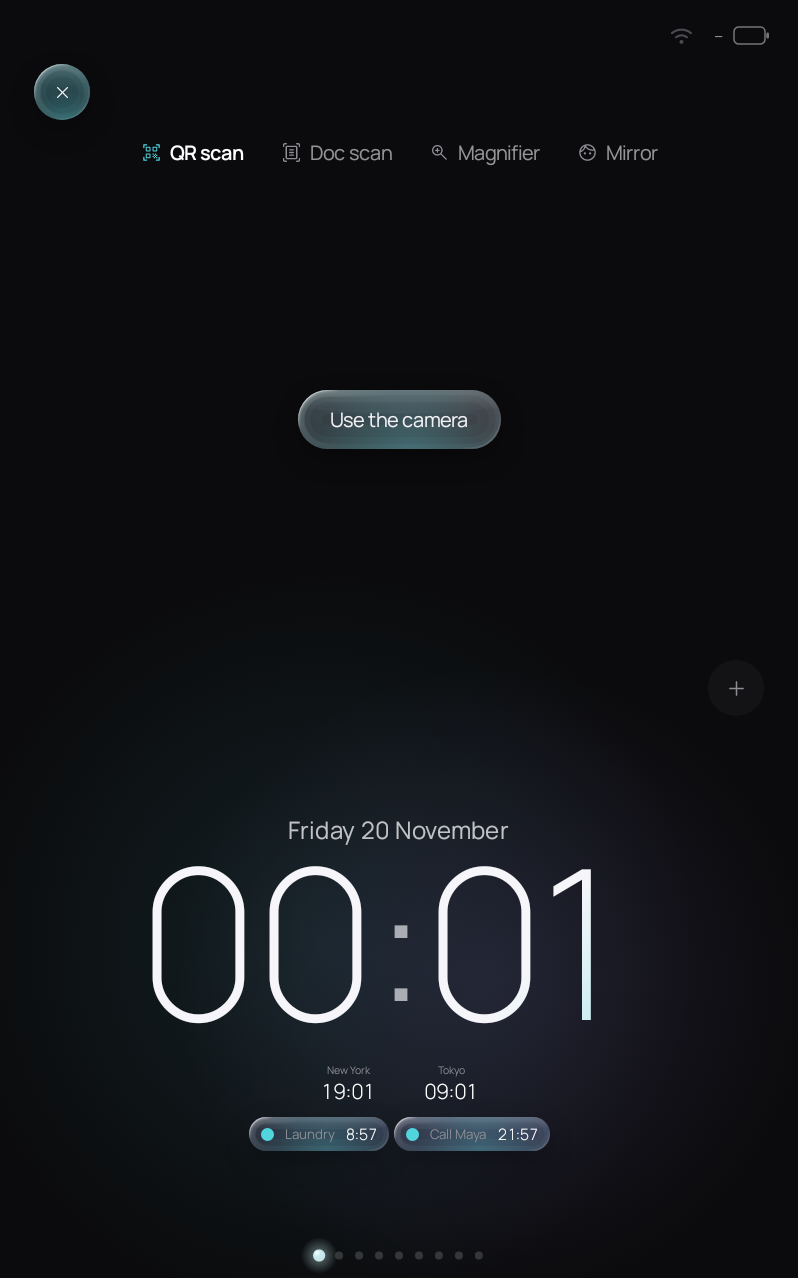 –
QR scan Doc scan Magnifier Mirror
Use the camera
Friday 20 November
00:01
New York Tokyo
19:01 09:01
Laundry 8:57 Call Maya 21:57